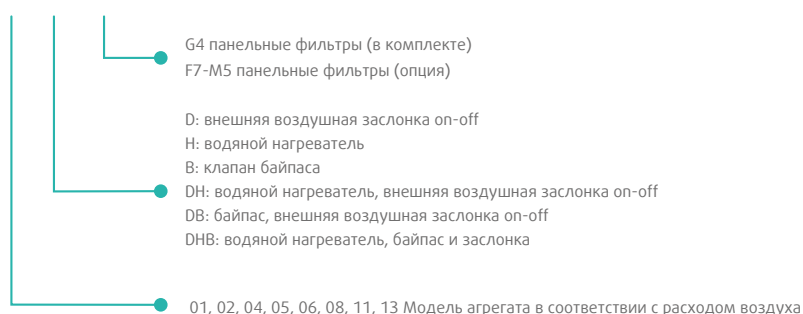 G4 панельные фильтры (в комплекте)
F7-M5 панельные фильтры (опция)
D: внешняя воздушная заслонка on-off
H: водяной нагреватель
B: клапан байпаса
DH: водяной нагреватель, внешняя воздушная заслонка on-off
DB: байпас, внешняя воздушная заслонка on-off
DHB: водяной нагреватель, байпас и заслонка
01, 02, 04, 05, 06, 08, 11, 13 Модель агрегата в соответствии с расходом воздуха